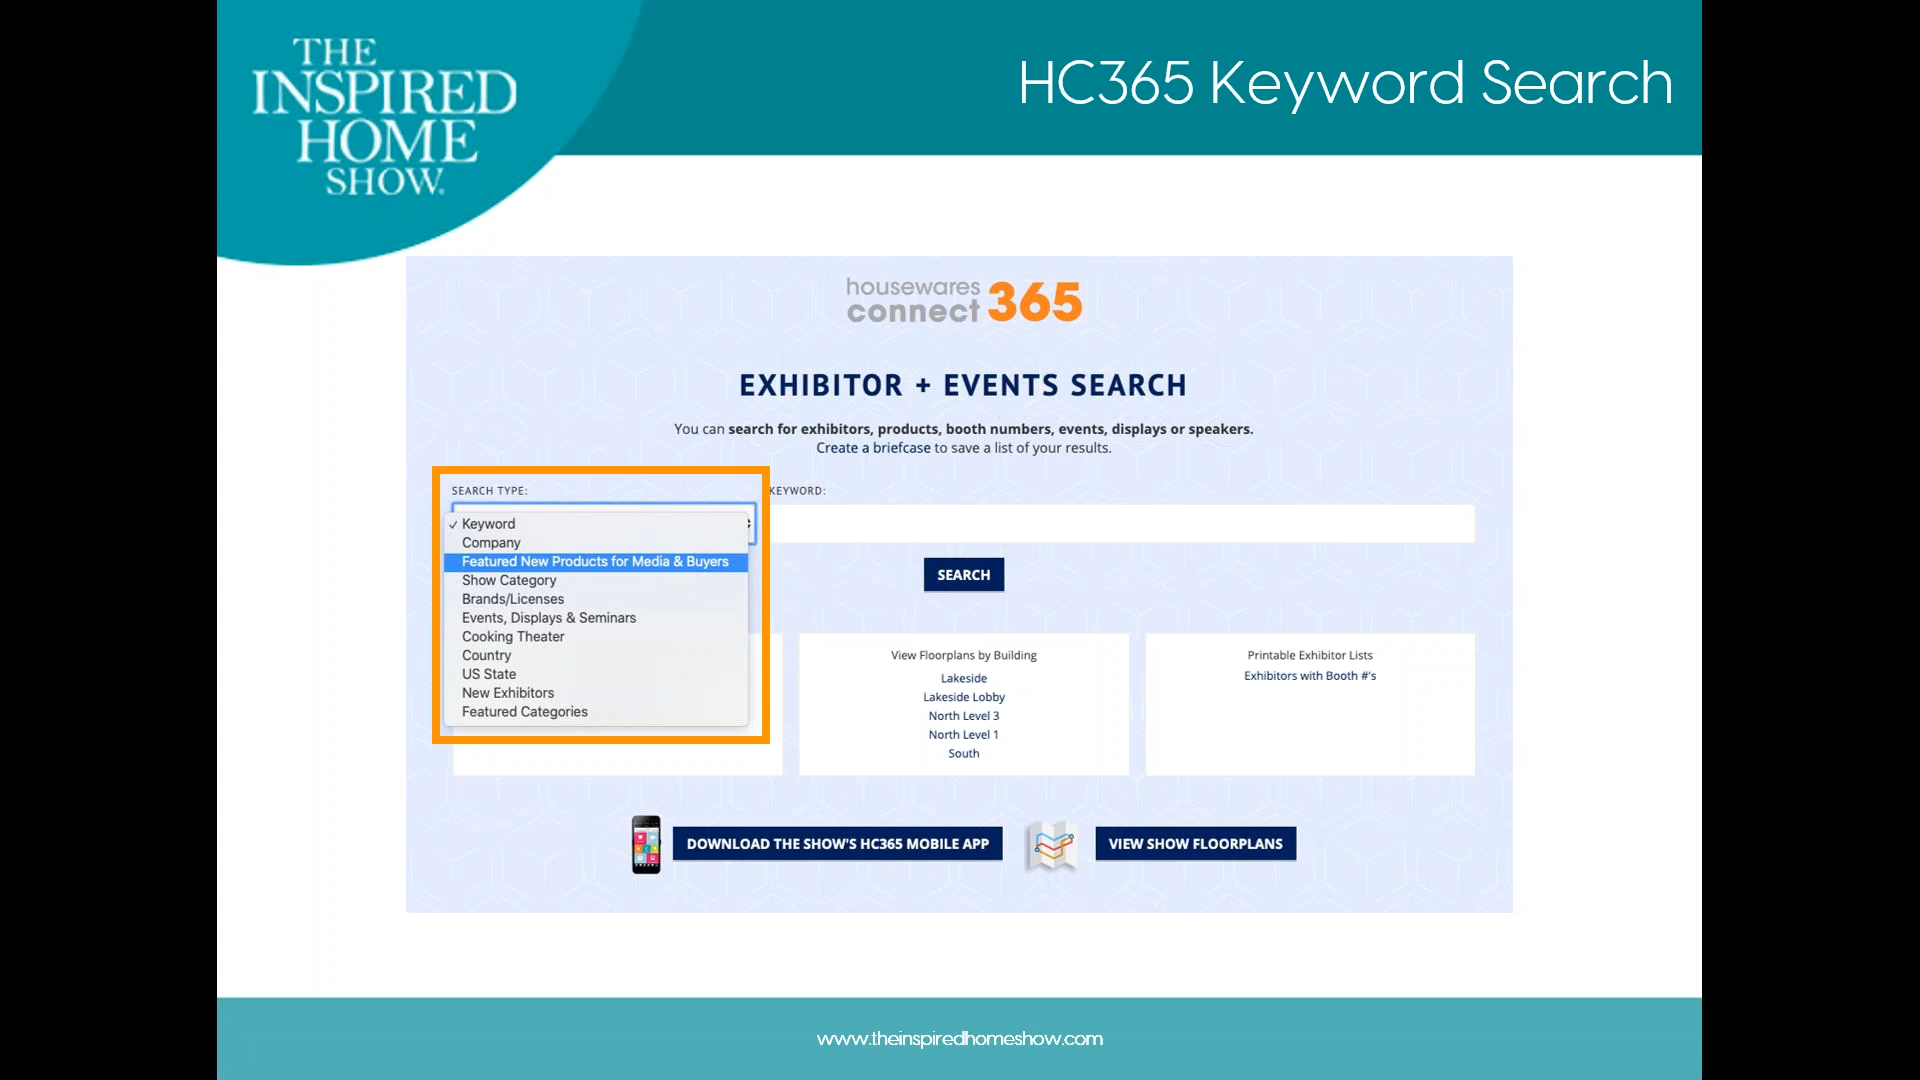 THE
INSPIRED
HOME
SHOW.
HC365 Keyword Search
housewares
connect 365
EXHIBITOR + EVENTS SEARCH
You can search for exhibitors, products, booth numbers, events, displays or speakers.
Create a briefcase to save a list of your results.
SEARCH TYPE:
KEYWORD:
✓ Keyword
Company
Featured New Products for Media & Buyers
Show Category
Brands/Licenses
Events, Displays & Seminars
Cooking Theater
Country
US State
New Exhibitors
Featured Categories
SEARCH
View Floorplans by Building
Lakeside
Lakeside Lobby
North Level 3
North Level 1
South
Printable Exhibitor Lists
Exhibitors with Booth #'s
DOWNLOAD THE SHOW'S HC365 MOBILE APP
VIEW SHOW FLOORPLANS
www.theinspiredhomeshow.com